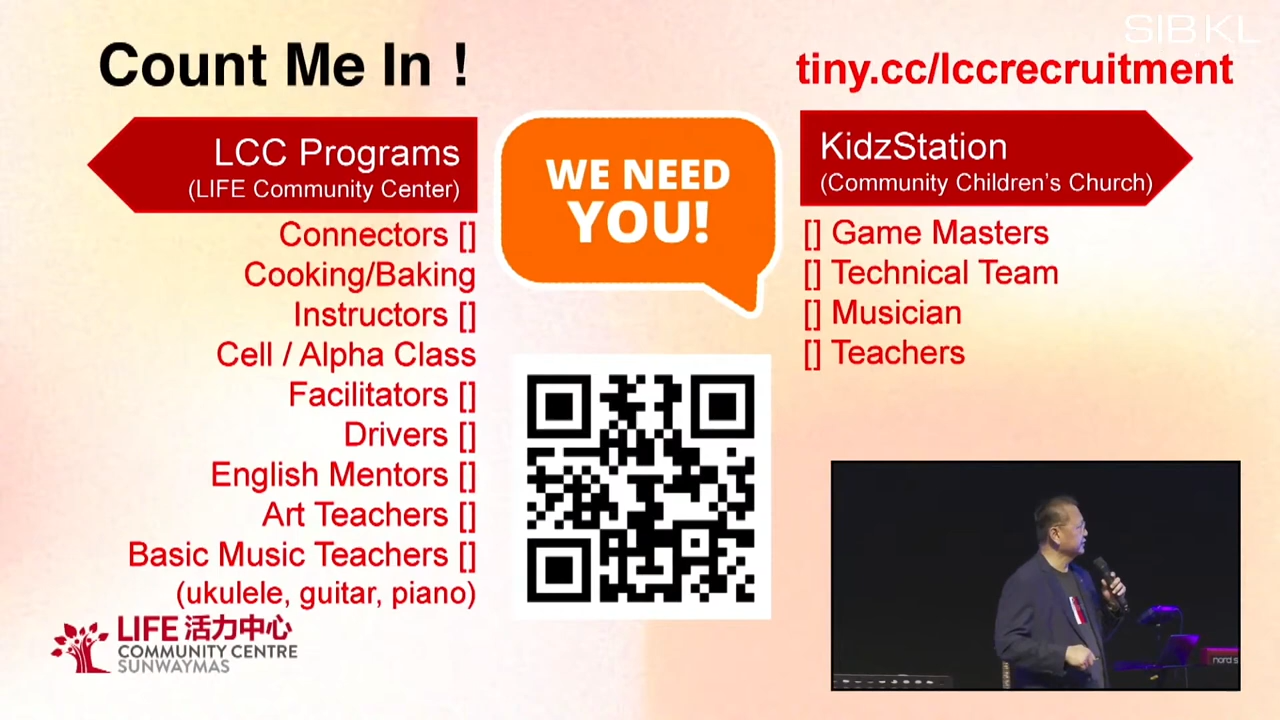 SIBKL
Count Me In !
tiny.cc/lccrecruitment
LCC Programs
(LIFE Community Center)
Connectors []
Cooking/Baking
Instructors []
Cell / Alpha Class
Facilitators []
Drivers []
English Mentors []
Art Teachers []
Basic Music Teachers []
(ukulele, guitar, piano)
WE NEED
YOU!
KidzStation
(Community Children's Church)
[] Game Masters
[] Technical Team
[] Musician
[] Teachers
LIFE 活力中心
COMMUNITY CENTRE
SUNWAYMAS
nord s